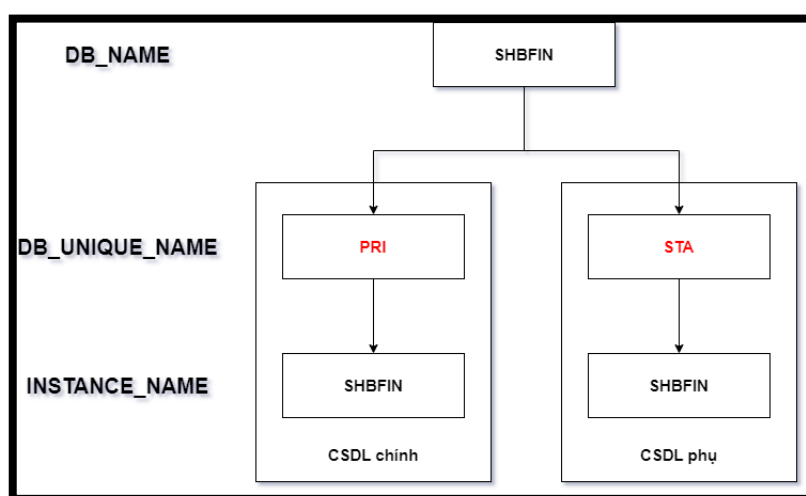 DB_NAME
SHBFIN
DB_UNIQUE_NAME
PRI
STA
INSTANCE_NAME
SHBFIN
SHBFIN
CSDL chính
CSDL phụ